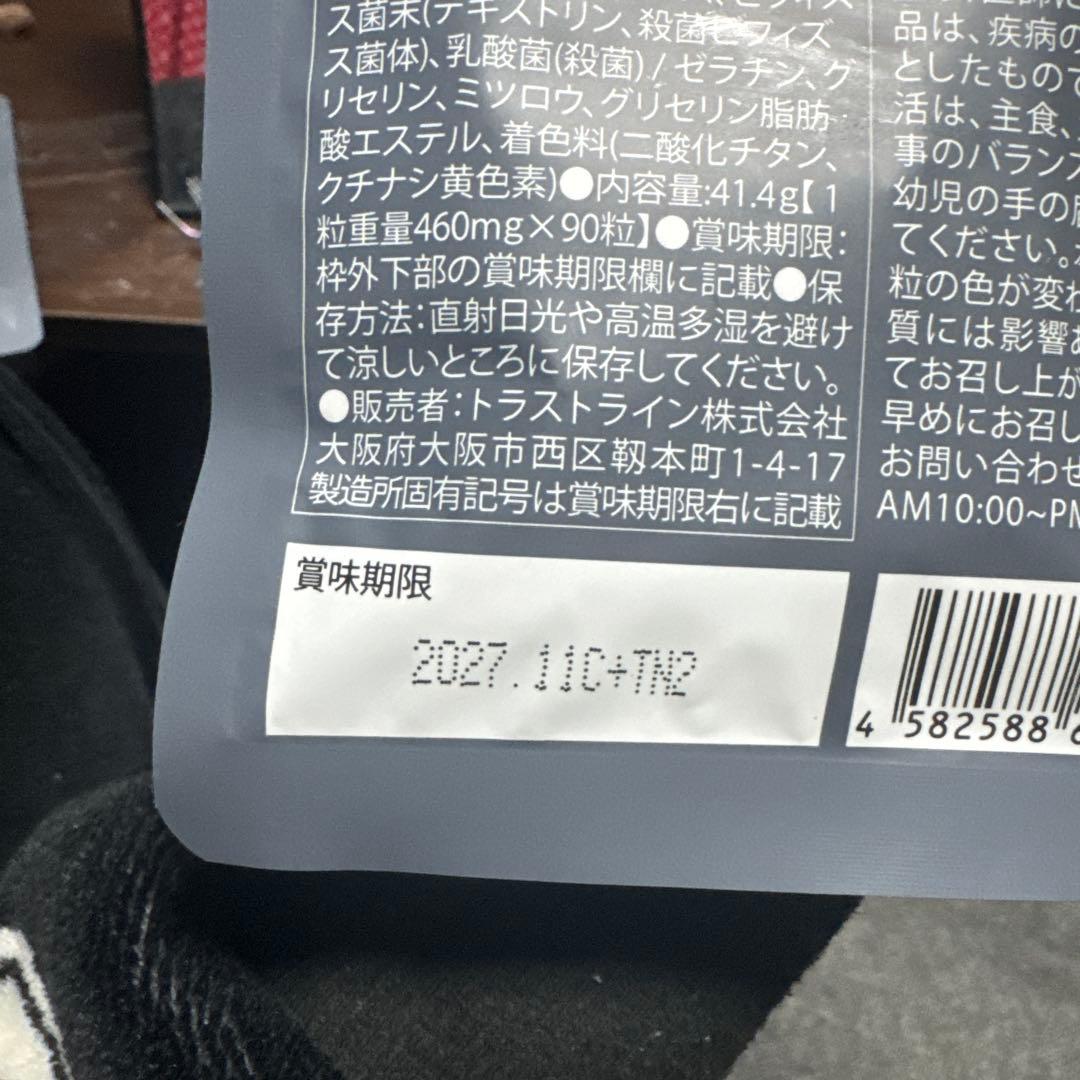 ス菌末(デキストリン、殺菌ビフィズ
ス菌体)、乳酸菌(殺菌)/ゼラチン、グ
リセリン、ミツロウ、グリセリン脂肪
酸エステル、着色料(二酸化チタン、
クチナシ黄色素)●内容量:41.4g【1
粒重量460mg×90粒】●賞味期限:
枠外下部の賞味期限欄に記載●保
存方法:直射日光や高温多湿を避け
て涼しいところに保存してください。
●販売者:トラストライン株式会社
大阪府大阪市西区靱本町1-4-17
製造所固有記号は賞味期限右に記載
品は、疾病の
としたもので
活は、主食、
事のバランス
幼児の手の届
てください。
粒の色が変わ
質には影響
てお召し上が
早めにお召し
お問い合わせ
AM10:00~PM
賞味期限
2027.11C+TN2
4 582588 6